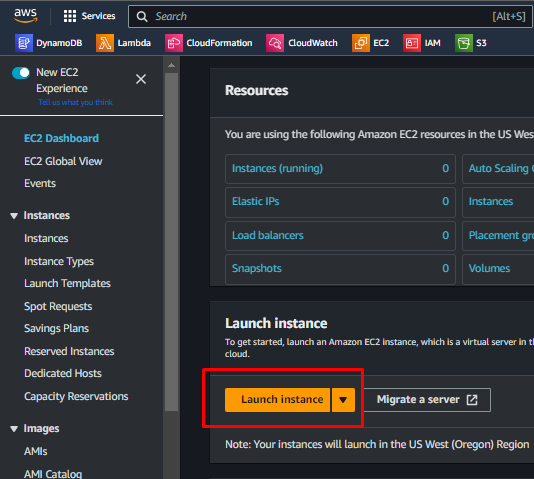 aws
Services
Search
[Alt+S]
DynamoDB
Lambda
CloudFormation
CloudWatch
EC2
IAM
S3
New EC2
Experience
Tell us what you think
EC2 Dashboard
EC2 Global View
Events
Instances
Instances
Instance Types
Launch Templates
Spot Requests
Savings Plans
Reserved Instances
Dedicated Hosts
Capacity Reservations
Images
AMIs
AMI Catalog
Resources
You are using the following Amazon EC2 resources in the US Wes
Instances (running) 0
Auto Scaling
Elastic IPs 0
Instances
Load balancers 0
Placement gro
Snapshots 0
Volumes
Launch instance
To get started, launch an Amazon EC2 instance, which is a virtual server in th
cloud.
Launch instance
Migrate a server
Note: Your instances will launch in the US West (Oregon) Region